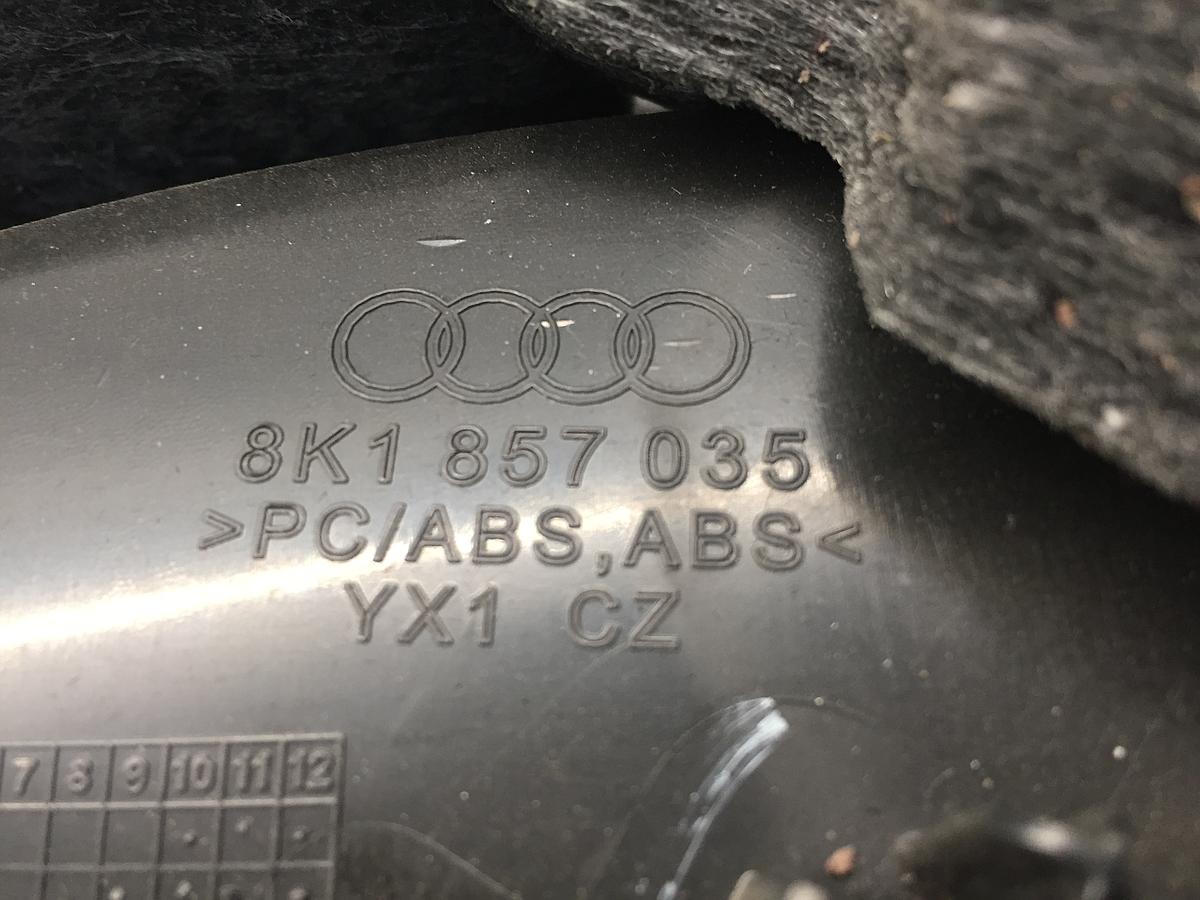 8K1 857 035
>PC/ABS,ABS<
YX1 CZ
7 8 9 10 11 12